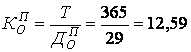 К_О^П = Т / Д_О^П = 365 / 29 = 12,59